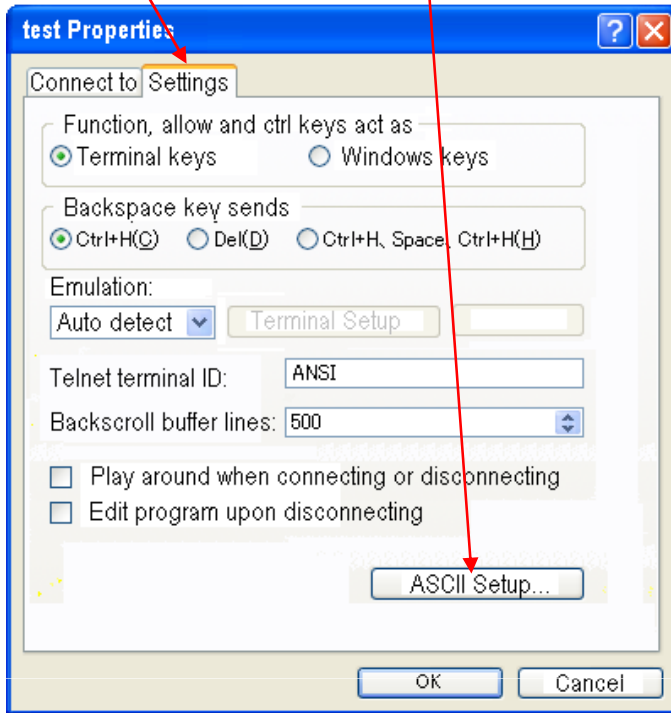 test Properties
Connect to Settings
Function, allow and ctrl keys act as
Terminal keys Windows keys
Backspace key sends
Ctrl+H(C) Del(D) Ctrl+H、Space、Ctrl+H(H)
Emulation:
Auto detect Terminal Setup
Telnet terminal ID: ANSI
Backscroll buffer lines: 500
Play around when connecting or disconnecting
Edit program upon disconnecting
ASCII Setup...
OK Cancel